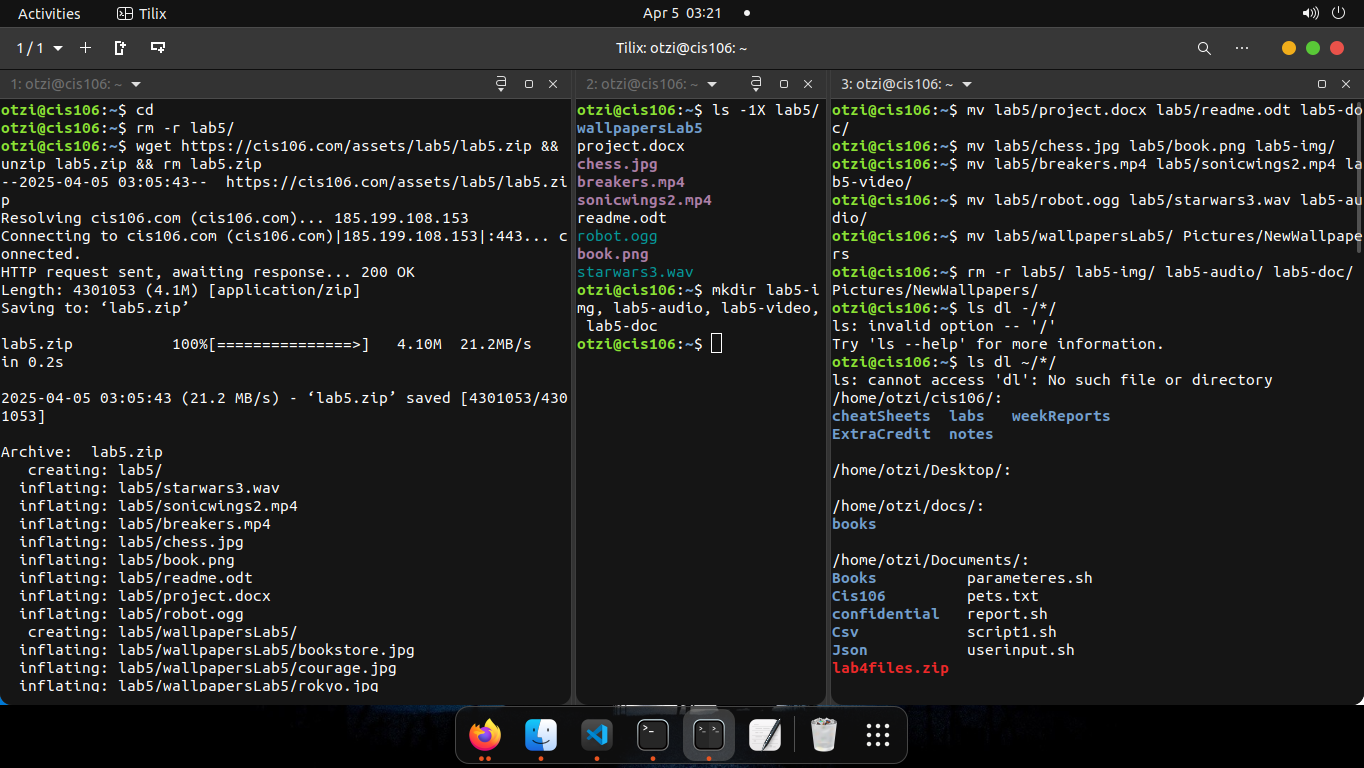 Activities Tilix Apr 5 03:21
1 / 1 Tilix: otzi@cis106: ~
1: otzi@cis106: ~
otzi@cis106:~$ cd
otzi@cis106:~$ rm -r lab5/
otzi@cis106:~$ wget https://cis106.com/assets/lab5/lab5.zip &&
unzip lab5.zip && rm lab5.zip
--2025-04-05 03:05:43--  https://cis106.com/assets/lab5/lab5.zi
p
Resolving cis106.com (cis106.com)... 185.199.108.153
Connecting to cis106.com (cis106.com)|185.199.108.153|:443... c
onnected.
HTTP request sent, awaiting response... 200 OK
Length: 4301053 (4.1M) [application/zip]
Saving to: ‘lab5.zip’
lab5.zip 100%[===============>] 4.10M 21.2MB/s
in 0.2s
2025-04-05 03:05:43 (21.2 MB/s) - ‘lab5.zip’ saved [4301053/430
1053]
Archive:  lab5.zip
creating: lab5/
inflating: lab5/starwars3.wav
inflating: lab5/sonicwings2.mp4
inflating: lab5/breakers.mp4
inflating: lab5/chess.jpg
inflating: lab5/book.png
inflating: lab5/readme.odt
inflating: lab5/project.docx
inflating: lab5/robot.ogg
creating: lab5/wallpapersLab5/
inflating: lab5/wallpapersLab5/bookstore.jpg
inflating: lab5/wallpapersLab5/courage.jpg
inflating: lab5/wallpapersLab5/rokyo.jpg
2: otzi@cis106: ~
otzi@cis106:~$ ls -1X lab5/
wallpapersLab5
project.docx
chess.jpg
breakers.mp4
sonicwings2.mp4
readme.odt
robot.ogg
book.png
starwars3.wav
otzi@cis106:~$ mkdir lab5-i
mg, lab5-audio, lab5-video,
lab5-doc
otzi@cis106:~$
3: otzi@cis106: ~
otzi@cis106:~$ mv lab5/project.docx lab5/readme.odt lab5-do
c/
otzi@cis106:~$ mv lab5/chess.jpg lab5/book.png lab5-img/
otzi@cis106:~$ mv lab5/breakers.mp4 lab5/sonicwings2.mp4 la
b5-video/
otzi@cis106:~$ mv lab5/robot.ogg lab5/starwars3.wav lab5-au
dio/
otzi@cis106:~$ mv lab5/wallpapersLab5/ Pictures/NewWallpape
rs
otzi@cis106:~$ rm -r lab5/ lab5-img/ lab5-audio/ lab5-doc/
Pictures/NewWallpapers/
otzi@cis106:~$ ls dl -/*/
ls: invalid option -- '/'
Try 'ls --help' for more information.
otzi@cis106:~$ ls dl ~/*/
ls: cannot access 'dl': No such file or directory
/home/otzi/cis106/:
cheatSheets  labs   weekReports
ExtraCredit  notes
/home/otzi/Desktop/:
/home/otzi/docs/:
books
/home/otzi/Documents/:
Books parameteres.sh
Cis106 pets.txt
confidential report.sh
Csv script1.sh
Json userinput.sh
lab4files.zip